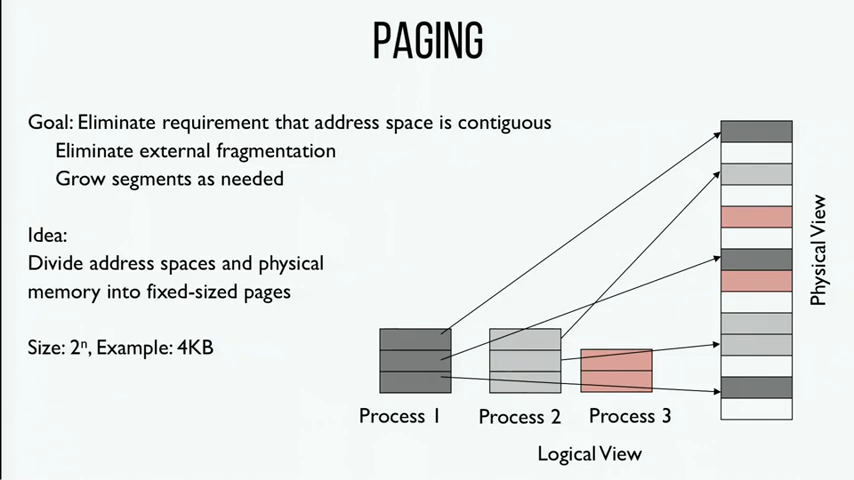 PAGING
Goal: Eliminate requirement that address space is contiguous
Eliminate external fragmentation
Grow segments as needed
Idea:
Divide address spaces and physical
memory into fixed-sized pages
Size: 2ⁿ, Example: 4KB
Process 1
Process 2
Process 3
Logical View
Physical View